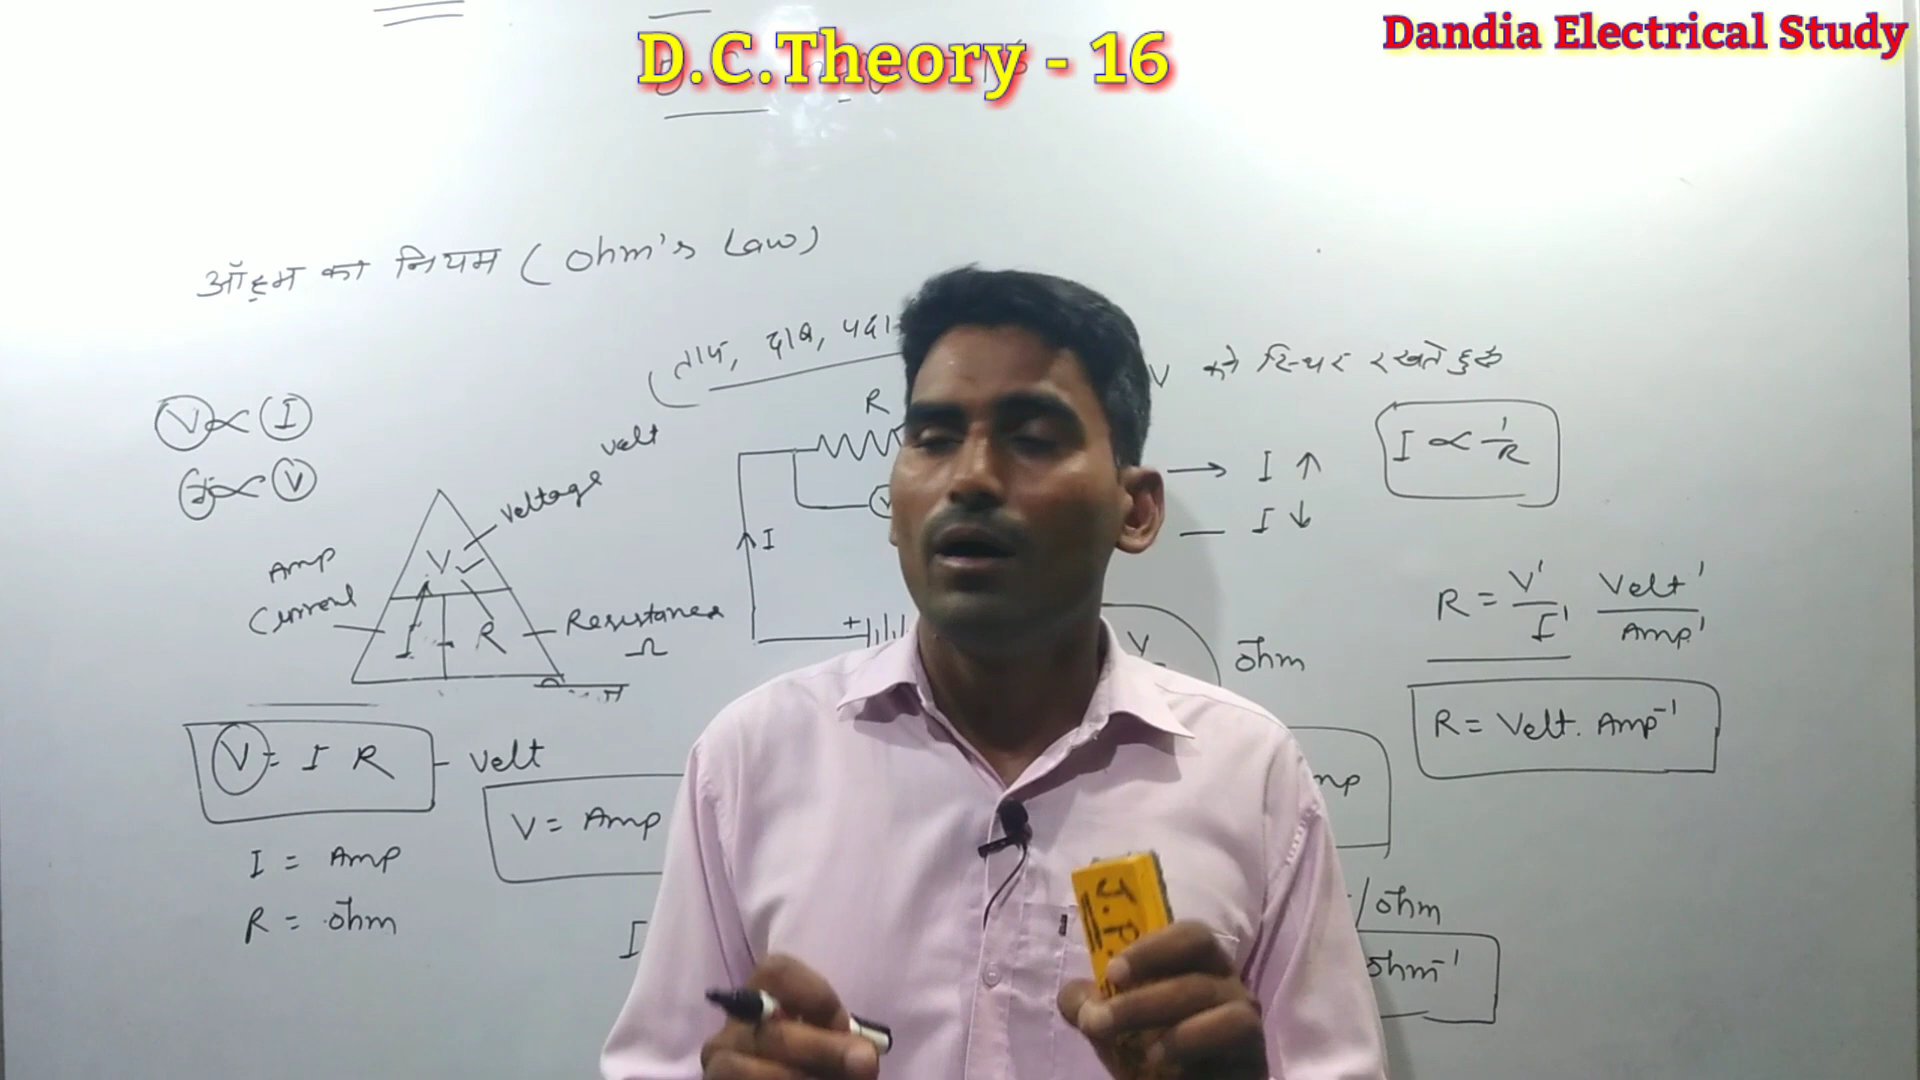 D.C.Theory - 16
Dandia Electrical Study
ऑह्म का नियम ( ohm's Law)
(ताप, दाब,
V को स्थिर रखते हुए
V ∝ I
I ∝ V
R
I
+
V
I R
Voltage Volt
Amp
Current
Resistance
Ω
→ I ↑
I ↓
I ∝ 1/R
V
ohm
R = V'/I' Volt'/Amp'
R = Volt. Amp⁻¹
V = I R - Volt
V = Amp
I = Amp
R = ohm
I
mp
/ohm
ohm⁻¹
J.P.